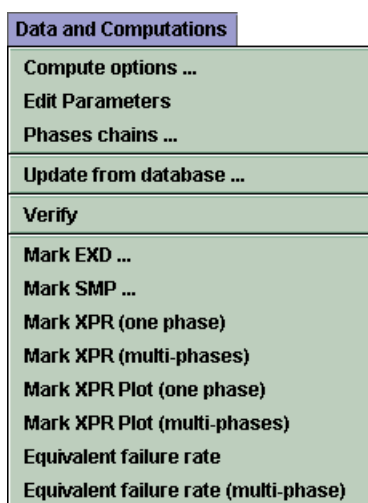 Data and Computations
Compute options ...
Edit Parameters
Phases chains ...
Update from database ...
Verify
Mark EXD ...
Mark SMP ...
Mark XPR (one phase)
Mark XPR (multi-phases)
Mark XPR Plot (one phase)
Mark XPR Plot (multi-phases)
Equivalent failure rate
Equivalent failure rate (multi-phase)